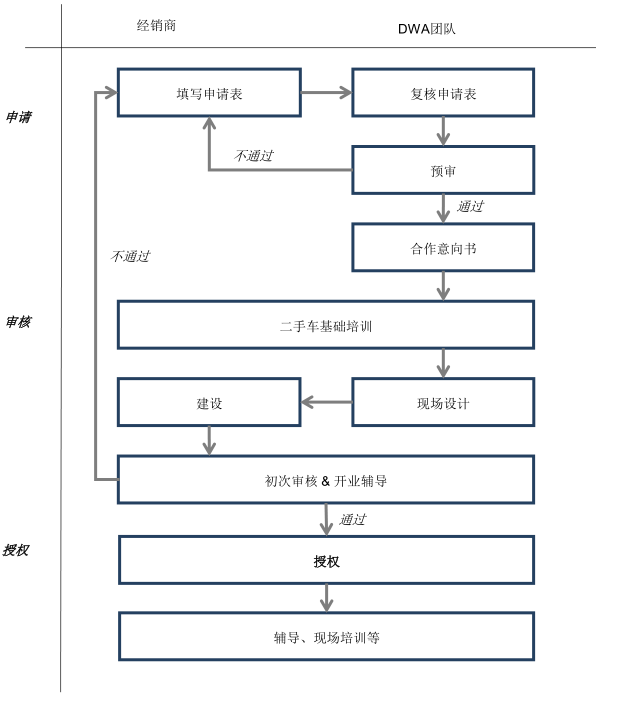 经销商
DWA团队
申请
填写申请表
复核申请表
不通过
预审
通过
合作意向书
不通过
审核
二手车基础培训
建设
现场设计
初次审核 & 开业辅导
通过
授权
授权
辅导、现场培训等